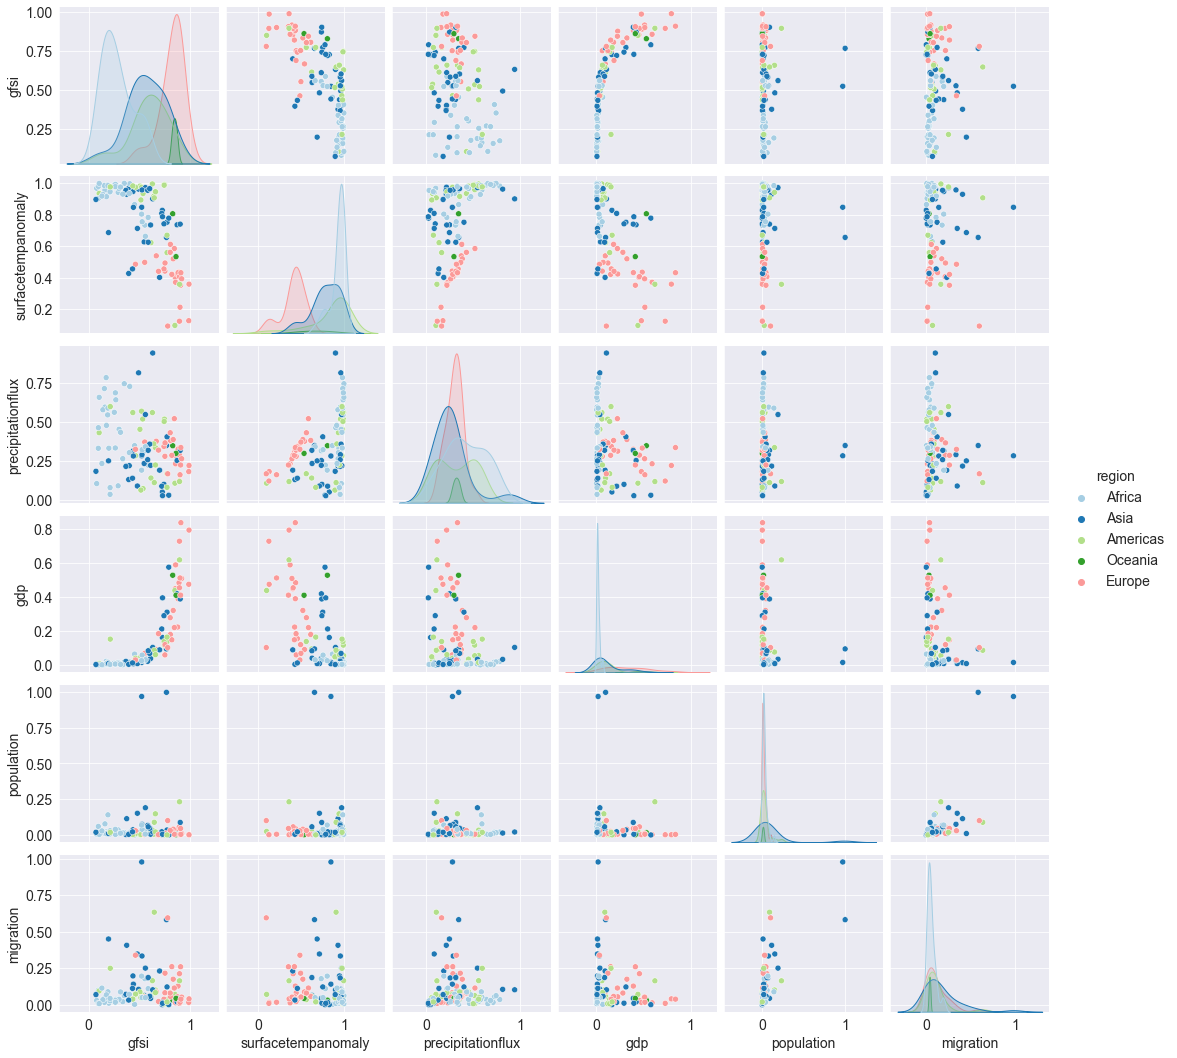 1.00
0.75
0.50
0.25
gfsi
1.0
0.8
0.6
0.4
0.2
surfacetempanomaly
0.75
0.50
0.25
0.00
precipitationflux
0.8
0.6
0.4
0.2
0.0
gdp
1.00
0.75
0.50
0.25
0.00
population
1.00
0.75
0.50
0.25
0.00
migration
0 1 0 1 0 1 0 1 0 1 0 1
gfsi surfacetempanomaly precipitationflux gdp population migration
region
Africa
Asia
Americas
Oceania
Europe